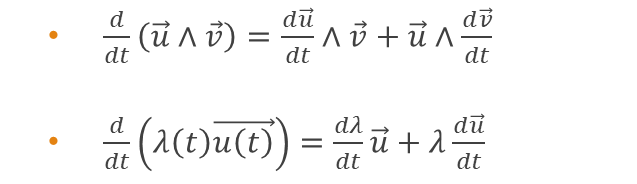 • d/dt (u⃗ ∧ v⃗) = du⃗/dt ∧ v⃗ + u⃗ ∧ dv⃗/dt
• d/dt (λ(t)u(t)⃗) = dλ/dt u⃗ + λ du⃗/dt